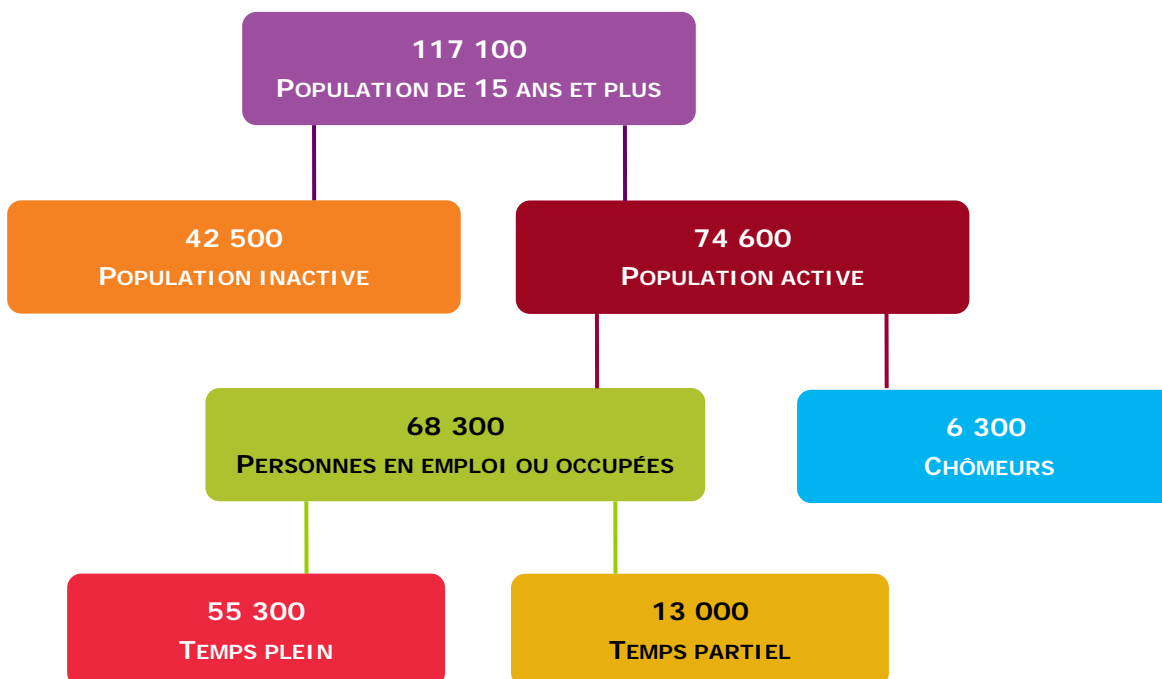 117 100
POPULATION DE 15 ANS ET PLUS
42 500
POPULATION INACTIVE
74 600
POPULATION ACTIVE
68 300
PERSONNES EN EMPLOI OU OCCUPÉES
6 300
CHÔMEURS
55 300
TEMPS PLEIN
13 000
TEMPS PARTIEL